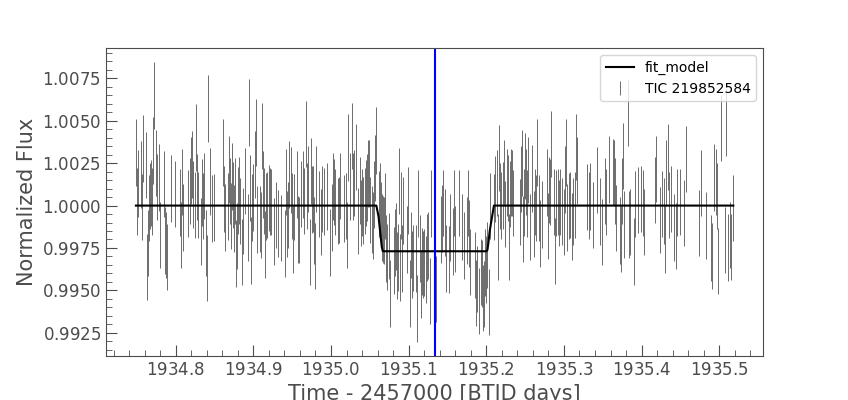 fit_model
TIC 219852584
1.0075
1.0050
1.0025
1.0000
0.9975
0.9950
0.9925
Normalized Flux
1934.8 1934.9 1935.0 1935.1 1935.2 1935.3 1935.4 1935.5
Time - 2457000 [BTJD days]